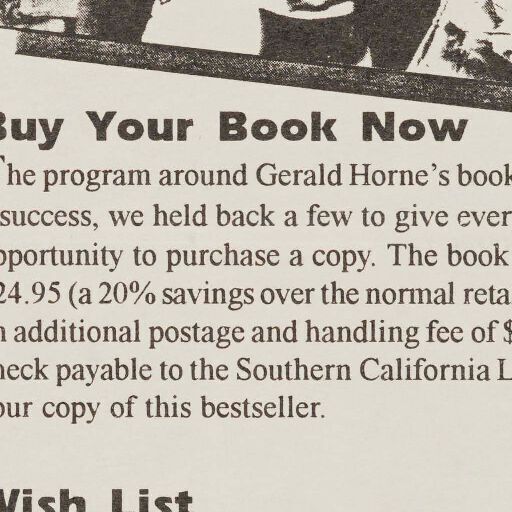 Buy Your Book Now
The program around Gerald Horne's book
success, we held back a few to give ever
pportunity to purchase a copy. The book
24.95 (a 20% savings over the normal reta
additional postage and handling fee of $
heck payable to the Southern California L
our copy of this bestseller.
Wish List